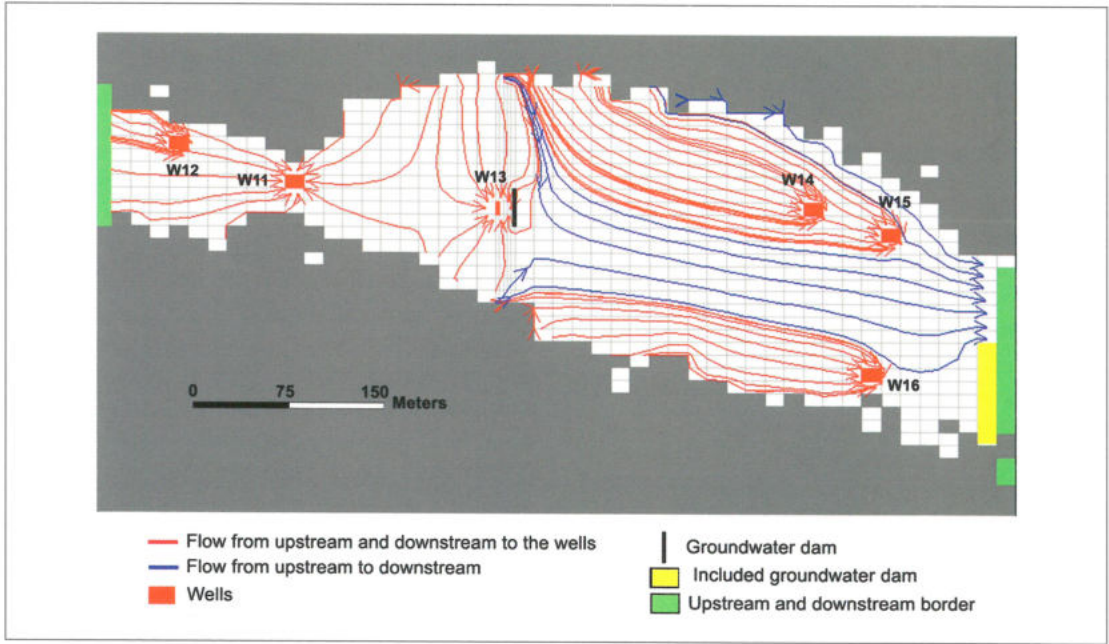 W12
W11
W13
W14
W15
W16
0 75 150
Meters
Flow from upstream and downstream to the wells
Flow from upstream to downstream
Wells
Groundwater dam
Included groundwater dam
Upstream and downstream border